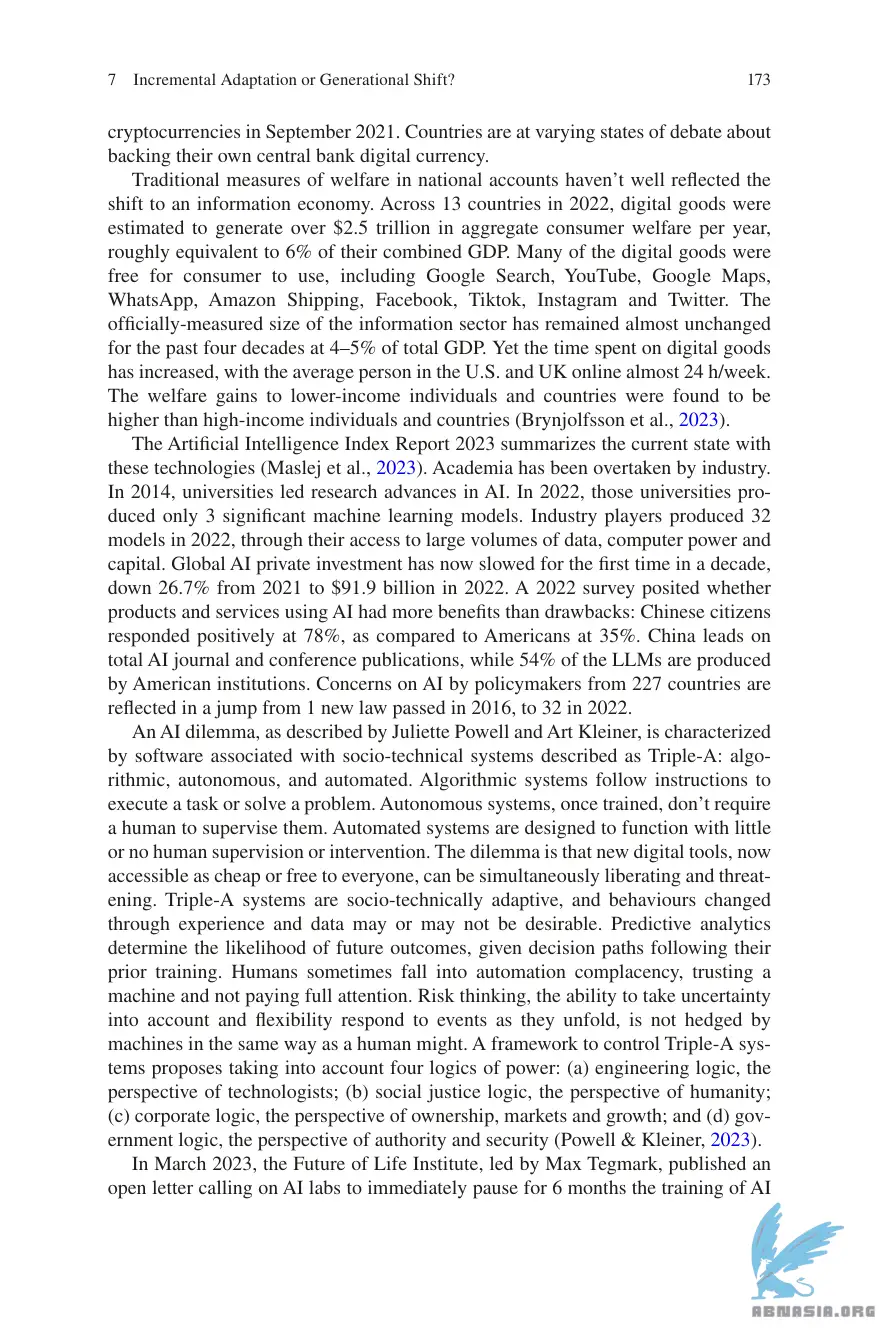 7 Incremental Adaptation or Generational Shift? 173
cryptocurrencies in September 2021. Countries are at varying states of debate about
backing their own central bank digital currency.
Traditional measures of welfare in national accounts haven’t well reflected the
shift to an information economy. Across 13 countries in 2022, digital goods were
estimated to generate over $2.5 trillion in aggregate consumer welfare per year,
roughly equivalent to 6% of their combined GDP. Many of the digital goods were
free for consumer to use, including Google Search, YouTube, Google Maps,
WhatsApp, Amazon Shipping, Facebook, Tiktok, Instagram and Twitter. The
officially-measured size of the information sector has remained almost unchanged
for the past four decades at 4–5% of total GDP. Yet the time spent on digital goods
has increased, with the average person in the U.S. and UK online almost 24 h/week.
The welfare gains to lower-income individuals and countries were found to be
higher than high-income individuals and countries (Brynjolfsson et al., 2023).
The Artificial Intelligence Index Report 2023 summarizes the current state with
these technologies (Maslej et al., 2023). Academia has been overtaken by industry.
In 2014, universities led research advances in AI. In 2022, those universities pro-
duced only 3 significant machine learning models. Industry players produced 32
models in 2022, through their access to large volumes of data, computer power and
capital. Global AI private investment has now slowed for the first time in a decade,
down 26.7% from 2021 to $91.9 billion in 2022. A 2022 survey posited whether
products and services using AI had more benefits than drawbacks: Chinese citizens
responded positively at 78%, as compared to Americans at 35%. China leads on
total AI journal and conference publications, while 54% of the LLMs are produced
by American institutions. Concerns on AI by policymakers from 227 countries are
reflected in a jump from 1 new law passed in 2016, to 32 in 2022.
An AI dilemma, as described by Juliette Powell and Art Kleiner, is characterized
by software associated with socio-technical systems described as Triple-A: algo-
rithmic, autonomous, and automated. Algorithmic systems follow instructions to
execute a task or solve a problem. Autonomous systems, once trained, don’t require
a human to supervise them. Automated systems are designed to function with little
or no human supervision or intervention. The dilemma is that new digital tools, now
accessible as cheap or free to everyone, can be simultaneously liberating and threat-
ening. Triple-A systems are socio-technically adaptive, and behaviours changed
through experience and data may or may not be desirable. Predictive analytics
determine the likelihood of future outcomes, given decision paths following their
prior training. Humans sometimes fall into automation complacency, trusting a
machine and not paying full attention. Risk thinking, the ability to take uncertainty
into account and flexibility respond to events as they unfold, is not hedged by
machines in the same way as a human might. A framework to control Triple-A sys-
tems proposes taking into account four logics of power: (a) engineering logic, the
perspective of technologists; (b) social justice logic, the perspective of humanity;
(c) corporate logic, the perspective of ownership, markets and growth; and (d) gov-
ernment logic, the perspective of authority and security (Powell & Kleiner, 2023).
In March 2023, the Future of Life Institute, led by Max Tegmark, published an
open letter calling on AI labs to immediately pause for 6 months the training of AI
ABNASIA.ORG